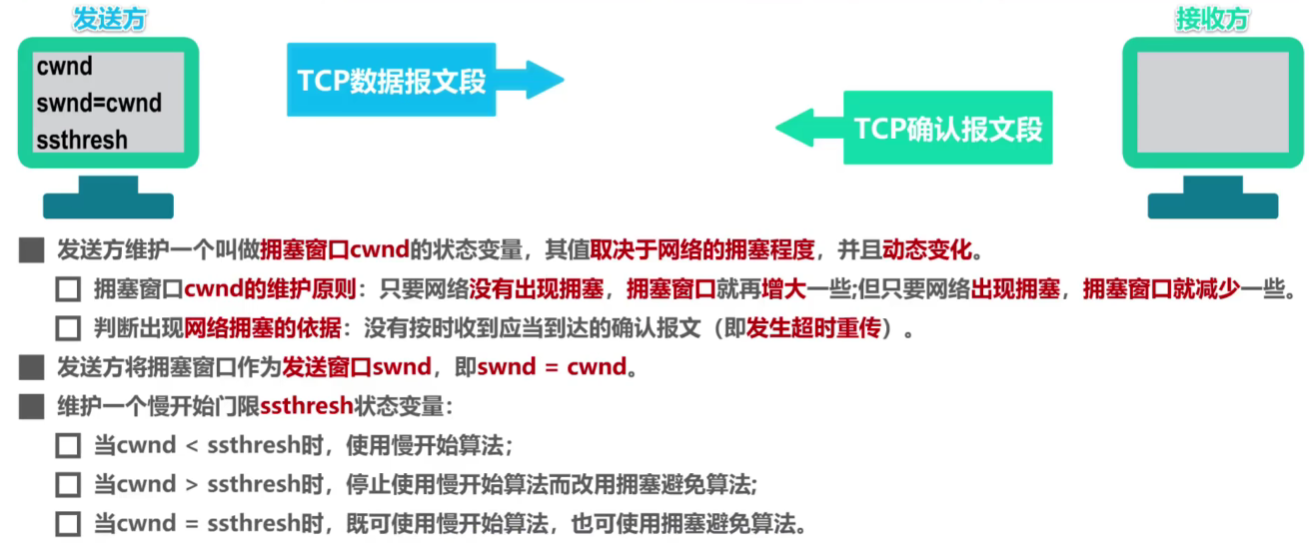 发送方
接收方
cwnd
swnd=cwnd
ssthresh
TCP数据报文段
TCP确认报文段
发送方维护一个叫做拥塞窗口cwnd的状态变量，其值取决于网络的拥塞程度，并且动态变化。
拥塞窗口cwnd的维护原则：只要网络没有出现拥塞，拥塞窗口就再增大一些;但只要网络出现拥塞，拥塞窗口就减少一些。
判断出现网络拥塞的依据：没有按时收到应当到达的确认报文（即发生超时重传）。
发送方将拥塞窗口作为发送窗口swnd，即swnd = cwnd。
维护一个慢开始门限ssthresh状态变量：
当cwnd < ssthresh时，使用慢开始算法；
当cwnd > ssthresh时，停止使用慢开始算法而改用拥塞避免算法;
当cwnd = ssthresh时，既可使用慢开始算法，也可使用拥塞避免算法。